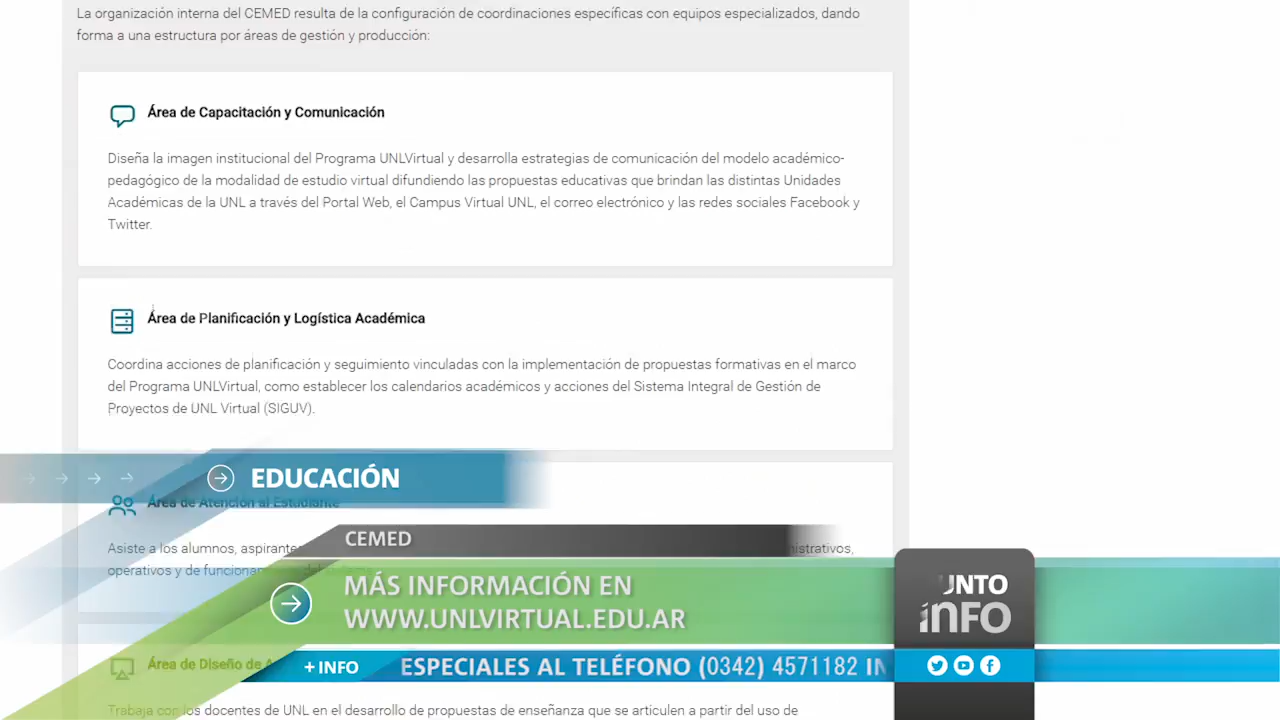 La organización interna del CEMED resulta de la configuración de coordinaciones específicas con equipos especializados, dando
forma a una estructura por áreas de gestión y producción:
Área de Capacitación y Comunicación
Diseña la imagen institucional del Programa UNLVirtual y desarrolla estrategias de comunicación del modelo académico-
pedagógico de la modalidad de estudio virtual difundiendo las propuestas educativas que brindan las distintas Unidades
Académicas de la UNL a través del Portal Web, el Campus Virtual UNL, el correo electrónico y las redes sociales Facebook y
Twitter.
Área de Planificación y Logística Académica
Coordina acciones de planificación y seguimiento vinculadas con la implementación de propuestas formativas en el marco
del Programa UNLVirtual, como establecer los calendarios académicos y acciones del Sistema Integral de Gestión de
Proyectos de UNL Virtual (SIGUV).
EDUCACIÓN
Área de Atención al Estudiante
CEMED
Asiste a los alumnos,
operativos y de
MÁS INFORMACIÓN EN
WWW.UNLVIRTUAL.EDU.AR
UNTO
INFO
Área de Diseño de
+ INFO
ESPECIALES AL TELÉFONO (0342) 4571182
Trabaja con los docentes de UNL en el desarrollo de propuestas de enseñanza que se articulen a partir del uso de